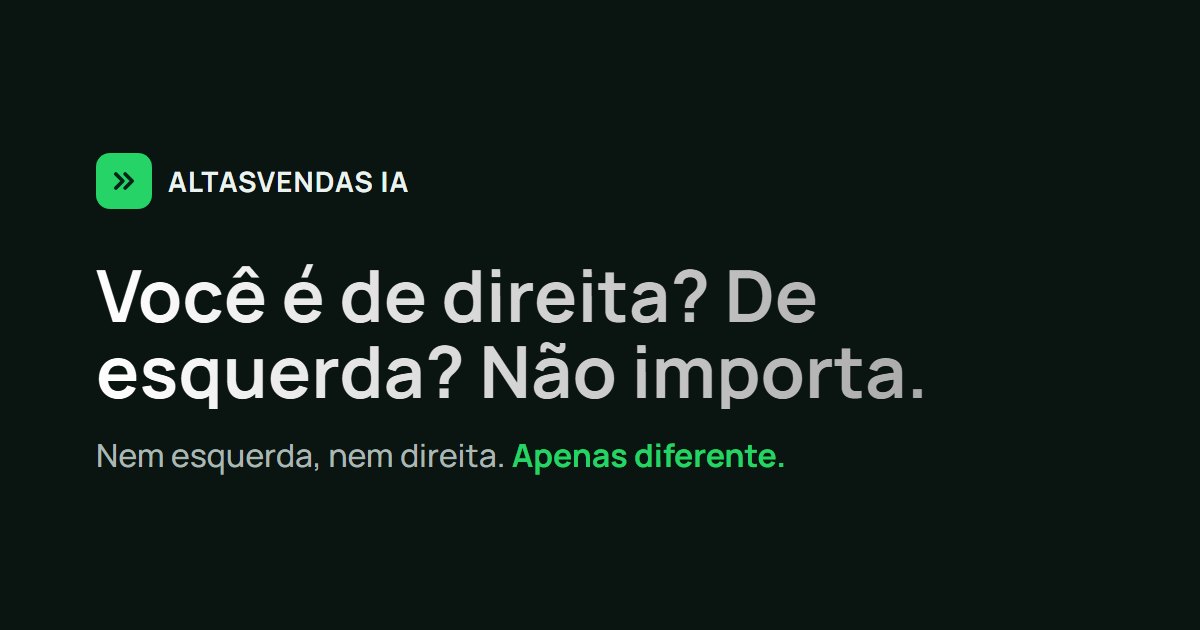 ALTASVENDAS IA
Você é de direita? De
esquerda? Não importa.
Nem esquerda, nem direita. Apenas diferente.